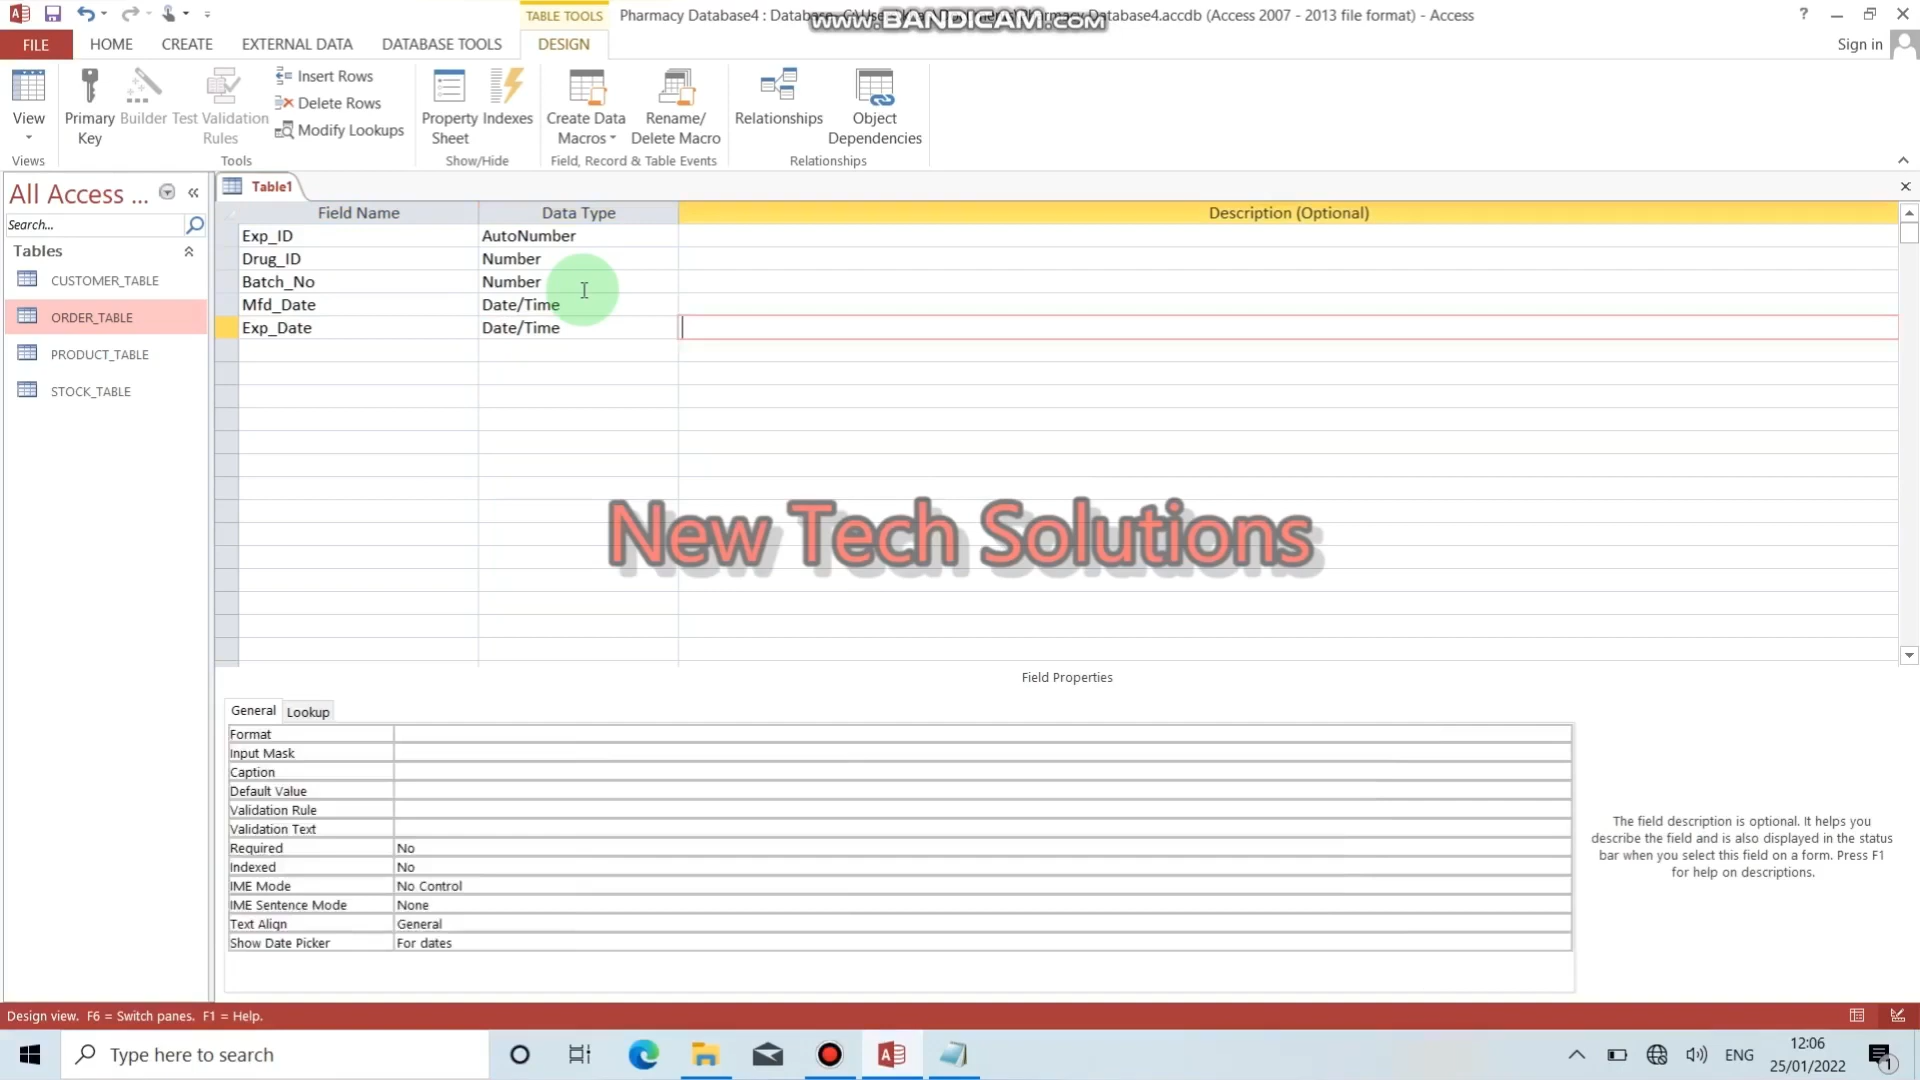 TABLE TOOLS
Pharmacy Database4 : Database
Database4.accdb (Access 2007 - 2013 file format) - Access
www.BANDICAM.com
?
FILE
HOME
CREATE
EXTERNAL DATA
DATABASE TOOLS
DESIGN
Sign in
View
Primary Key
Builder
Test Validation Rules
Insert Rows
Delete Rows
Modify Lookups
Property Sheet
Indexes
Create Data Macros
Rename/ Delete Macro
Relationships
Object Dependencies
Views
Tools
Show/Hide
Field, Record & Table Events
Relationships
All Access ...
Search...
Tables
CUSTOMER_TABLE
ORDER_TABLE
PRODUCT_TABLE
STOCK_TABLE
Table1
Field Name Data Type Description (Optional)
Exp_ID AutoNumber
Drug_ID Number
Batch_No Number
Mfd_Date Date/Time
Exp_Date Date/Time
New Tech Solutions
Field Properties
General Lookup
Format
Input Mask
Caption
Default Value
Validation Rule
Validation Text
Required No
Indexed No
IME Mode No Control
IME Sentence Mode None
Text Align General
Show Date Picker For dates
The field description is optional. It helps you
describe the field and is also displayed in the status
bar when you select this field on a form. Press F1
for help on descriptions.
Design view. F6 = Switch panes. F1 = Help.
Type here to search
ENG
12:06
25/01/2022
1